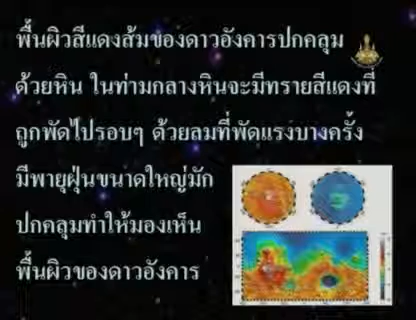 พื้นผิวสีแดงส้มของดาวอังคารปกคลุม
ด้วยหิน ในท่ามกลางหินจะมีทรายสีแดงที่
ถูกพัดไปรอบๆ ด้วยลมที่พัดแรงบางครั้ง
มีพายุฝุ่นขนาดใหญ่มัก
ปกคลุมทำให้มองเห็น
พื้นผิวของดาวอังคาร